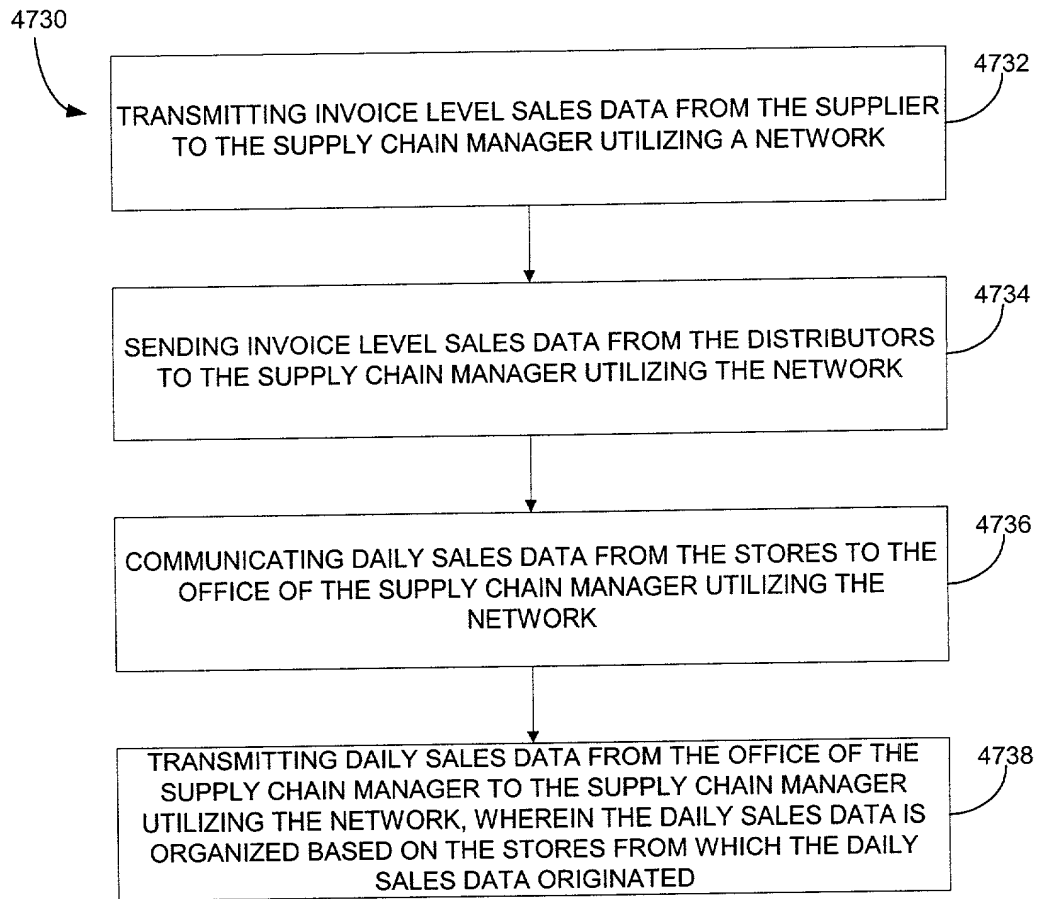 4730
4732
TRANSMITTING INVOICE LEVEL SALES DATA FROM THE SUPPLIER
TO THE SUPPLY CHAIN MANAGER UTILIZING A NETWORK
4734
SENDING INVOICE LEVEL SALES DATA FROM THE DISTRIBUTORS
TO THE SUPPLY CHAIN MANAGER UTILIZING THE NETWORK
4736
COMMUNICATING DAILY SALES DATA FROM THE STORES TO THE
OFFICE OF THE SUPPLY CHAIN MANAGER UTILIZING THE
NETWORK
4738
TRANSMITTING DAILY SALES DATA FROM THE OFFICE OF THE
SUPPLY CHAIN MANAGER TO THE SUPPLY CHAIN MANAGER
UTILIZING THE NETWORK, WHEREIN THE DAILY SALES DATA IS
ORGANIZED BASED ON THE STORES FROM WHICH THE DAILY
SALES DATA ORIGINATED